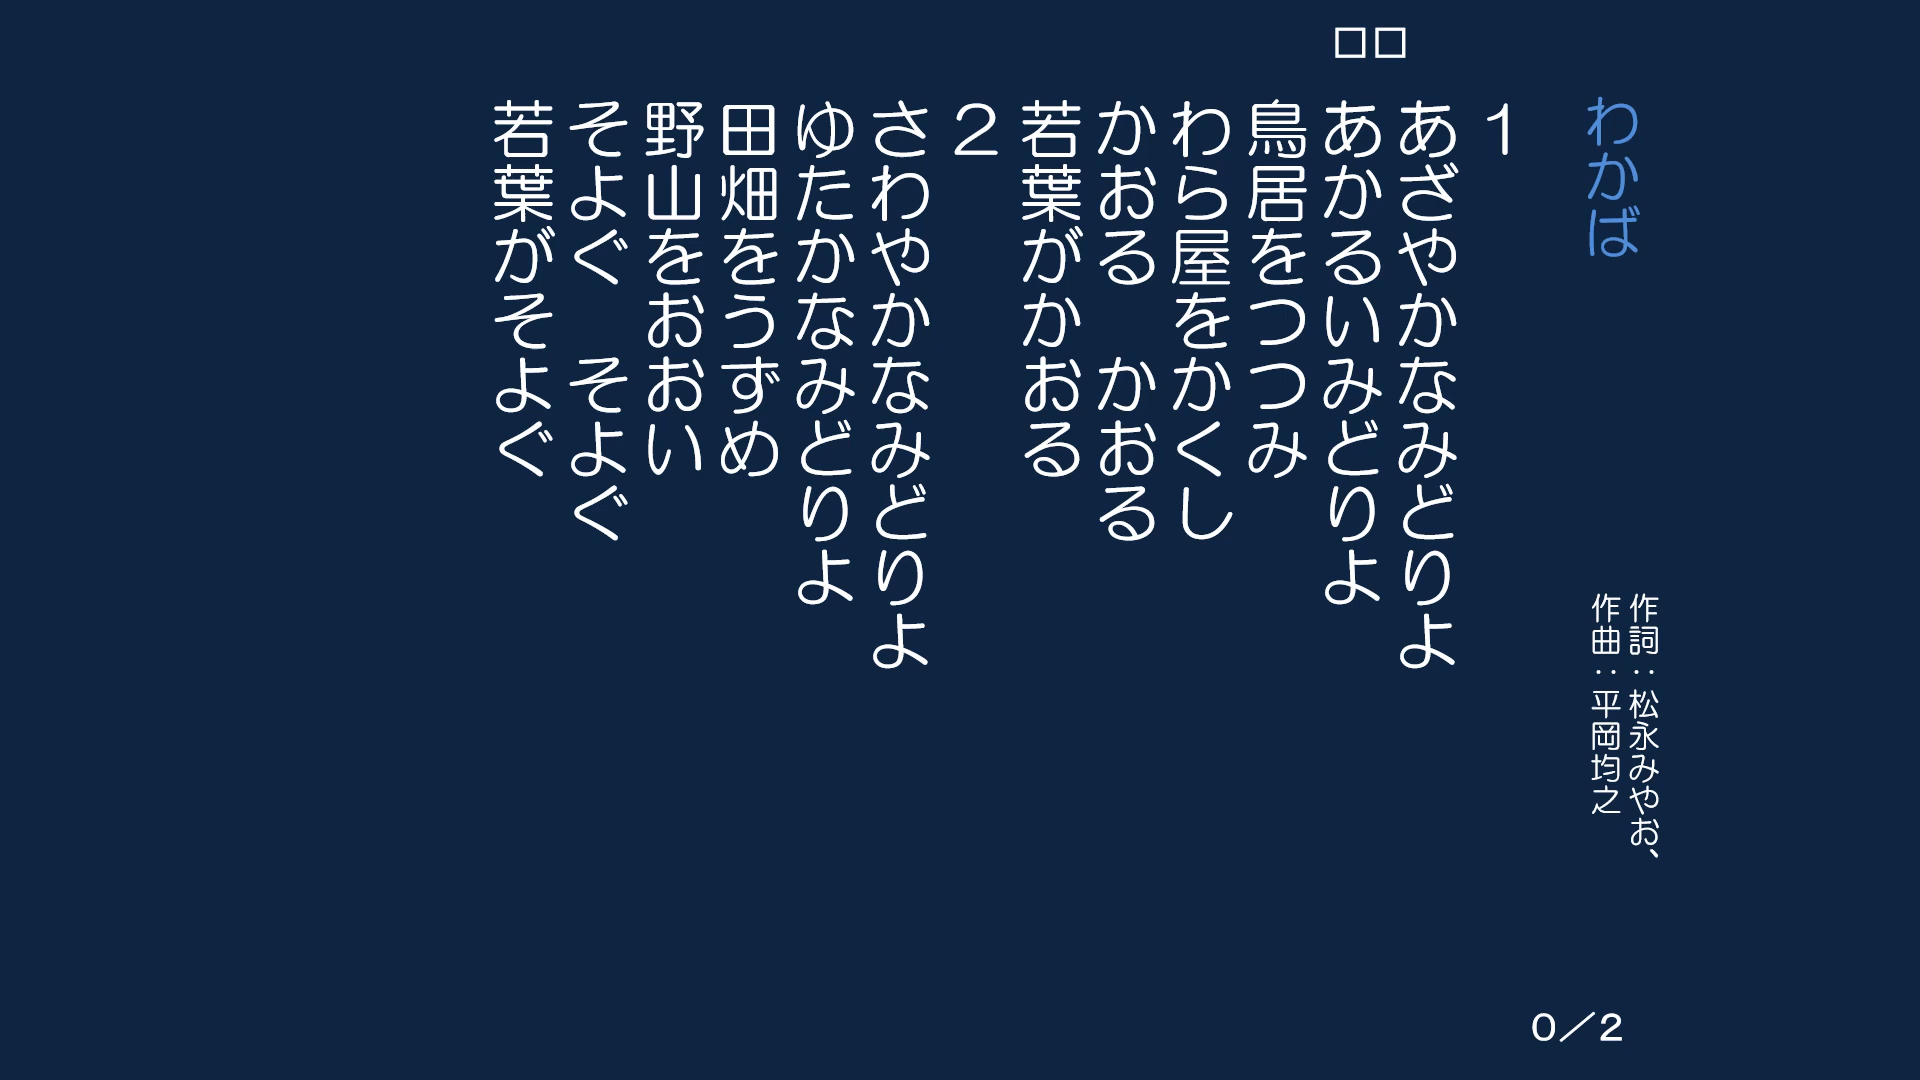 □□
わかば
作詞：松永みやお、
作曲：平岡均之
1
あざやかなみどりよ
あかるいみどりよ
鳥居をつつみ
わら屋をかくし
かおる　かおる
若葉がかおる
2
さわやかなみどりよ
ゆたかなみどりよ
田畑をうずめ
野山をおおい
そよぐ　そよぐ
若葉がそよぐ
0／2